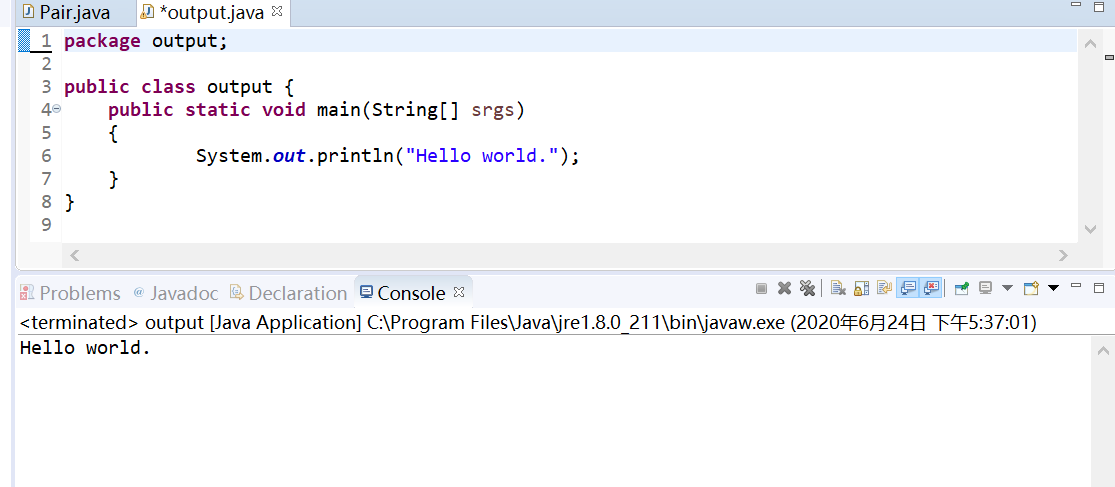 Pair.java *output.java
1 package output;
2
3 public class output {
4 public static void main(String[] srgs)
5 {
6 System.out.println("Hello world.");
7 }
8 }
9
Problems @ Javadoc Declaration Console
<terminated> output [Java Application] C:\Program Files\Java\jre1.8.0_211\bin\javaw.exe (2020年6月24日 下午5:37:01)
Hello world.